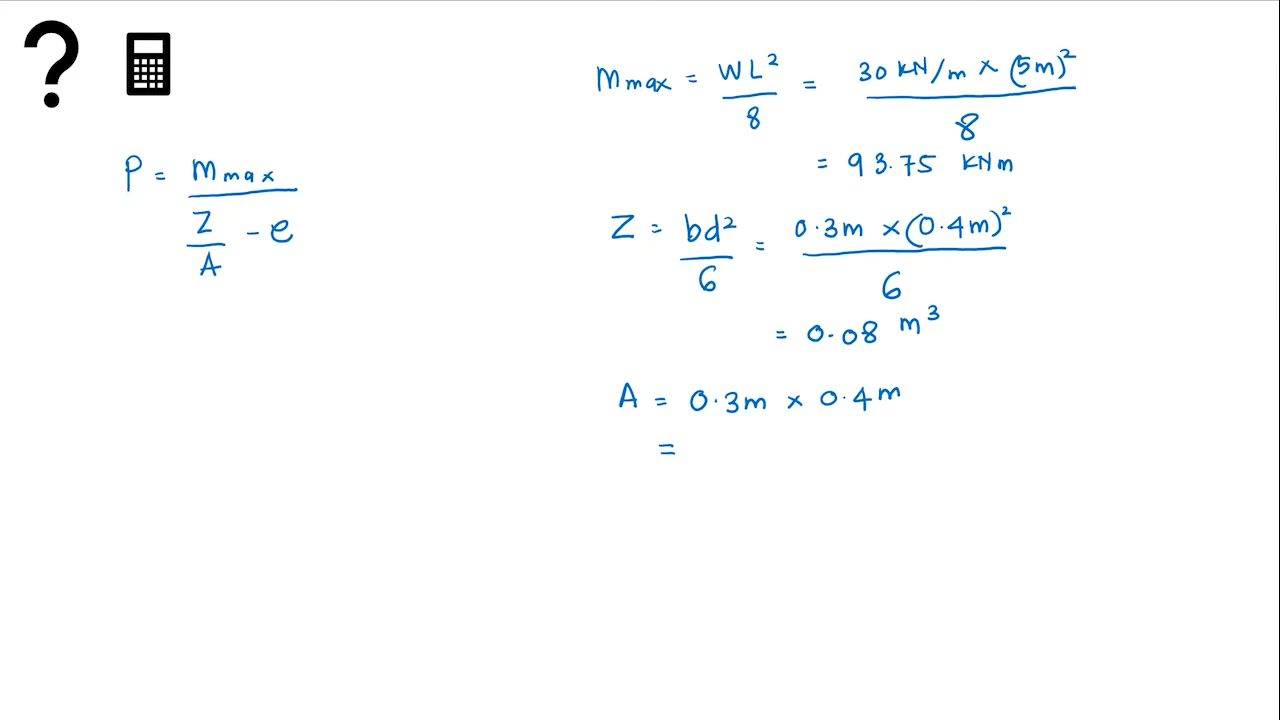 ?
Mmax = WL² / 8 = 30 KN/m × (5m)² / 8
= 93.75 KNm
P = Mmax / (Z/A - e)
Z = bd² / 6 = 0.3m × (0.4m)² / 6
= 0.08 m³
A = 0.3m × 0.4m
=